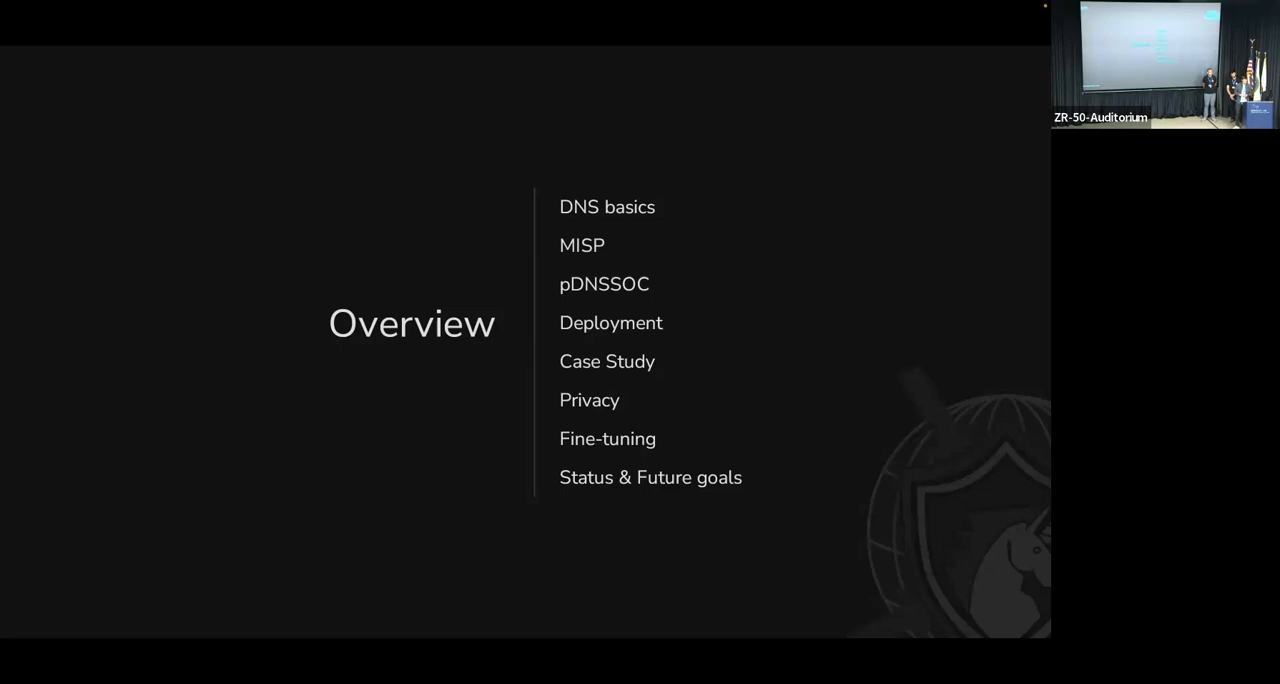 Overview
DNS basics
MISP
pDNSSOC
Deployment
Case Study
Privacy
Fine-tuning
Status & Future goals
ZR-50-Auditorium